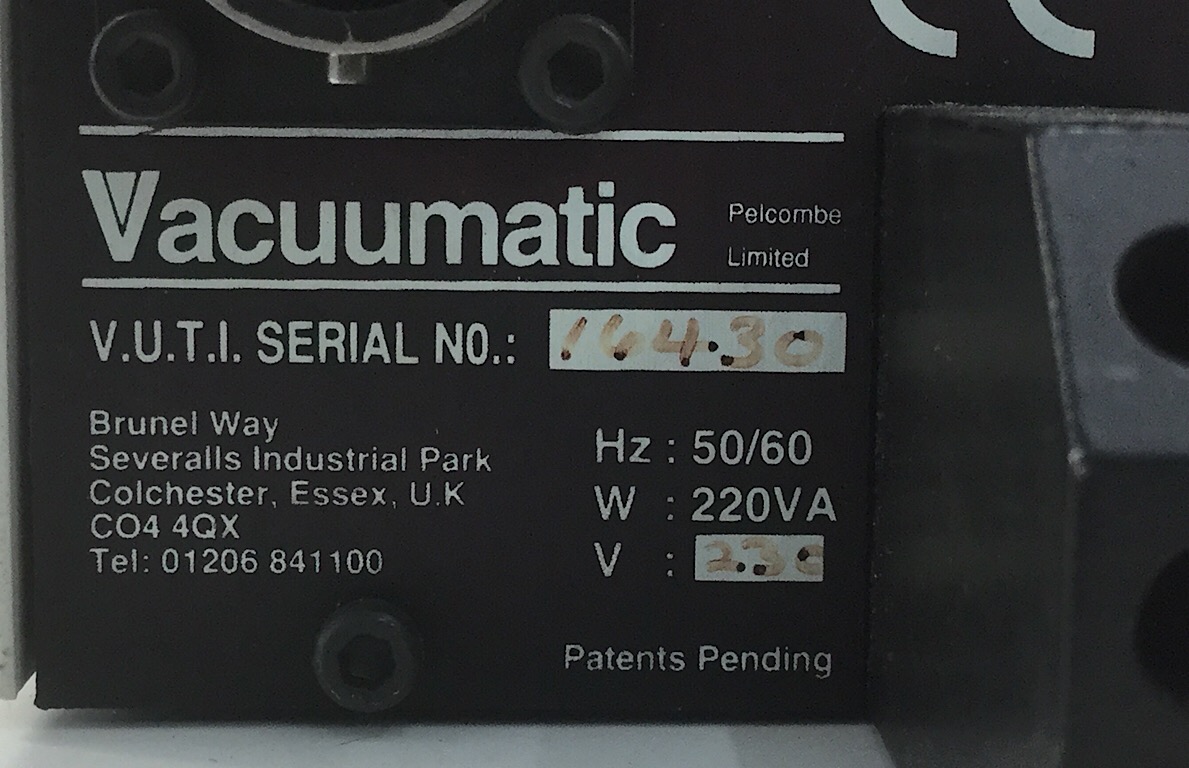 CE
Vacuumatic
Pelcombe
Limited
V.U.T.I. SERIAL NO.: 164.30
Brunel Way
Severalls Industrial Park
Colchester, Essex, U.K
CO4 4QX
Tel: 01206 841100
Hz : 50/60
W : 220VA
V : 230
Patents Pending